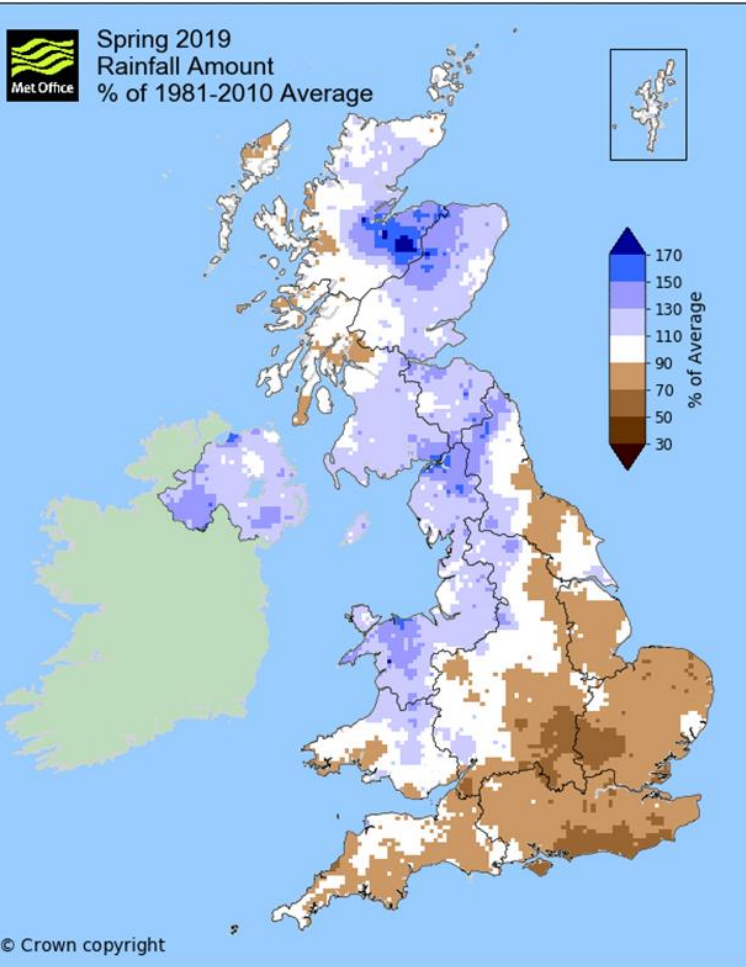 Met Office
Spring 2019
Rainfall Amount
% of 1981-2010 Average
170
150
130
110
90
70
50
30
% of Average
© Crown copyright